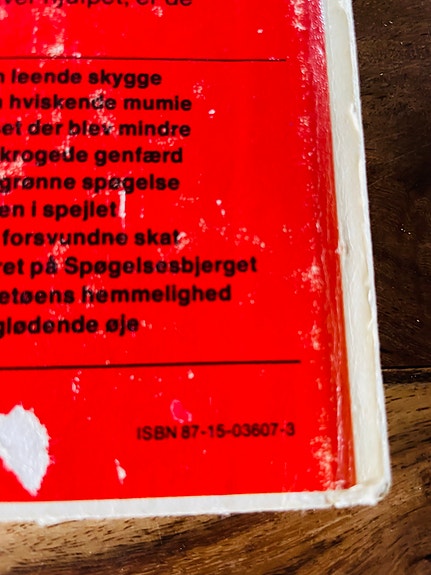 leende skygge
hviskende mumie
et der blev mindre
krogede genfærd
grønne spøgelse
en i spejlet
forsvundne skat
ret på Spøgelsesbjerget
etøens hemmelighed
glødende øje
ISBN 87-15-03607-3